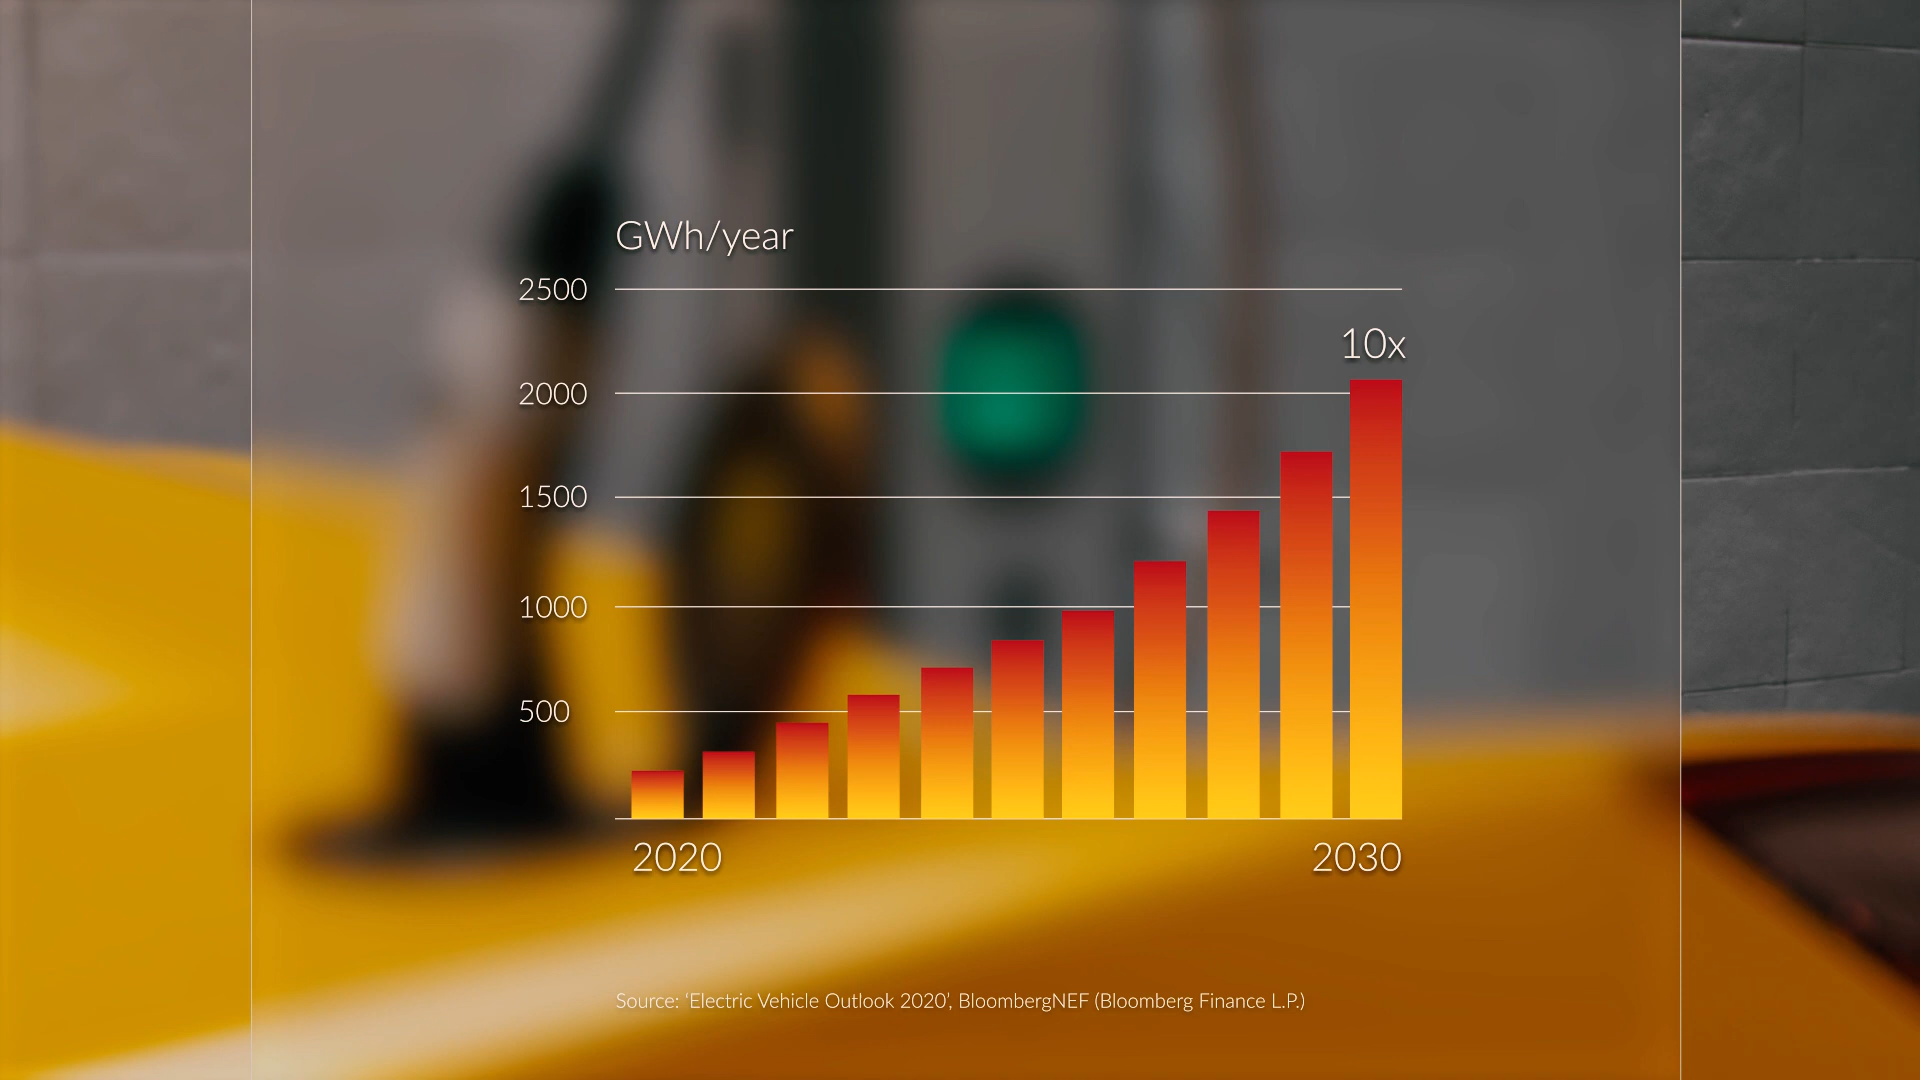 GWh/year
2500
10x
2000
1500
1000
500
2020
2030
Source: ‘Electric Vehicle Outlook 2020’, BloombergNEF (Bloomberg Finance L.P.)